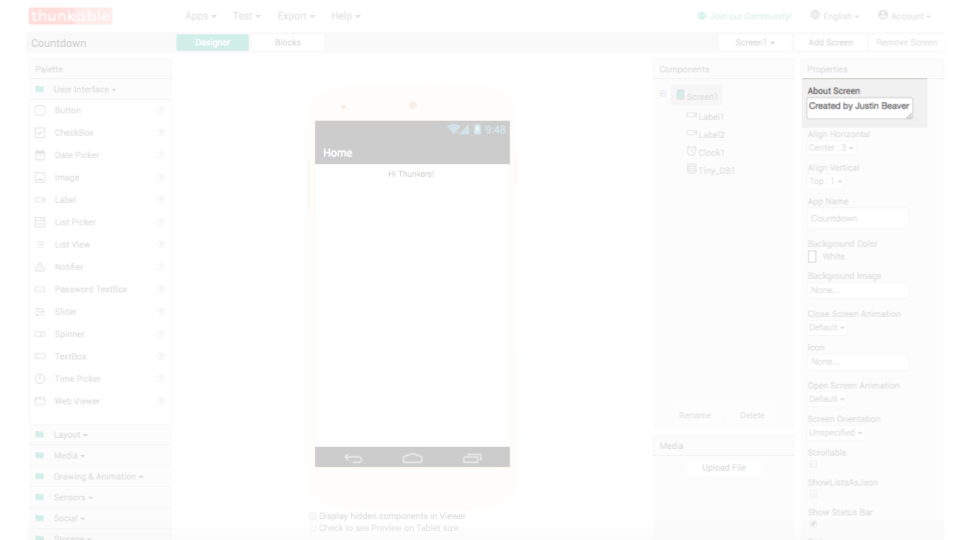 thunkable
Apps Test Export Help
Join our Community! English Account
Countdown
Designer Blocks
Screen1 Add Screen Remove Screen
Palette
User Interface
Button
CheckBox
Date Picker
Image
Label
List Picker
List View
Notifier
Password TextBox
Slider
Spinner
TextBox
Time Picker
Web Viewer
Layout
Media
Drawing & Animation
Sensors
Social
Storage
9:48
Home
Hi Thunkers!
Display hidden components in Viewer
Check to see Preview on Tablet size.
Components
Screen1
Label1
Label2
Clock1
Tiny_DB1
Rename Delete
Media
Upload File
Properties
About Screen
Created by Justin Beaver
Align Horizontal
Center : 3
Align Vertical
Top : 1
App Name
Countdown
Background Color
White
Background Image
None...
Close Screen Animation
Default
Icon
None...
Open Screen Animation
Default
Screen Orientation
Unspecified
Scrollable
ShowListsAsJson
Show Status Bar